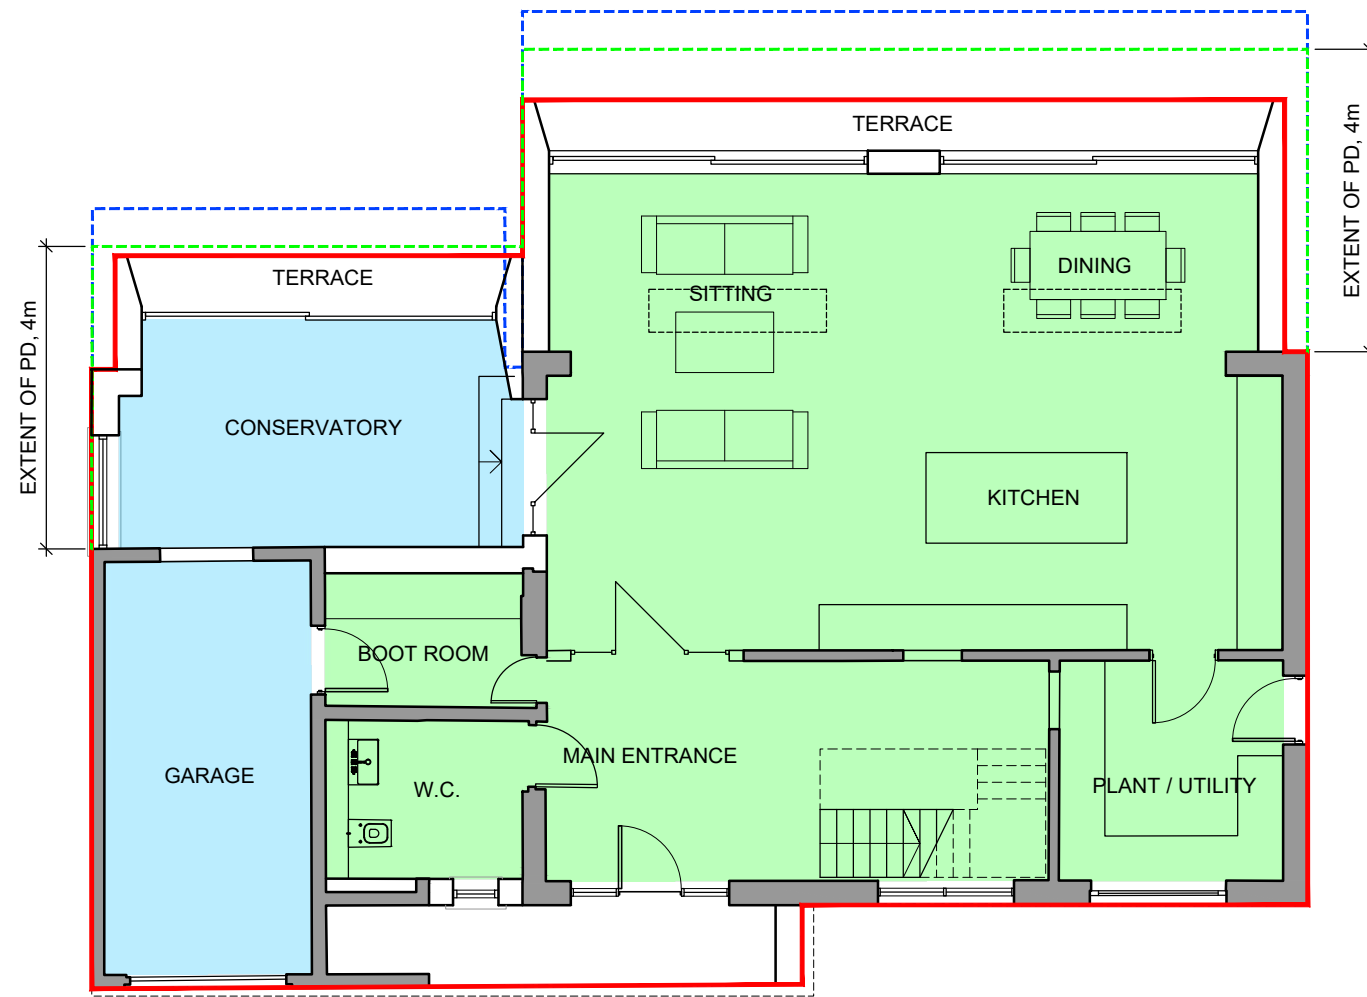 TERRACE
EXTENT OF PD, 4m
TERRACE
DINING
SITTING
EXTENT OF PD, 4m
CONSERVATORY
KITCHEN
BOOT ROOM
MAIN ENTRANCE
GARAGE
W.C.
PLANT / UTILITY